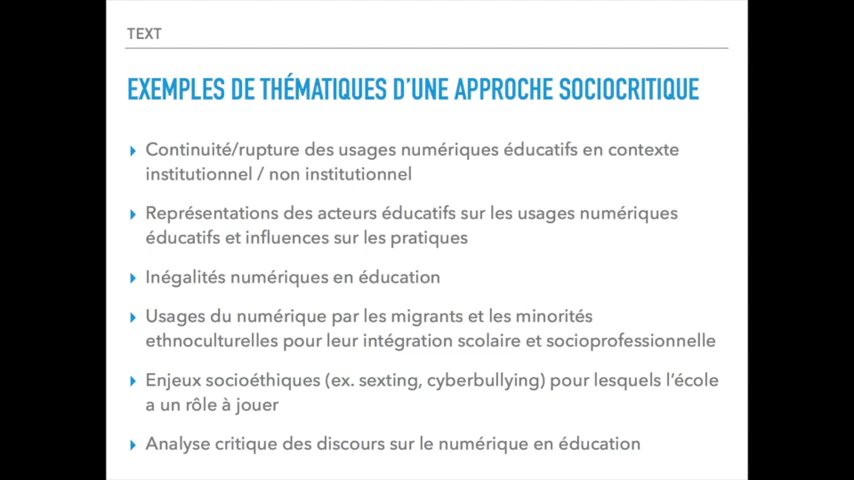 TEXT
EXEMPLES DE THÉMATIQUES D'UNE APPROCHE SOCIOCRITIQUE
Continuité/rupture des usages numériques éducatifs en contexte
institutionnel / non institutionnel
Représentations des acteurs éducatifs sur les usages numériques
éducatifs et influences sur les pratiques
Inégalités numériques en éducation
Usages du numérique par les migrants et les minorités
ethnoculturelles pour leur intégration scolaire et socioprofessionnelle
Enjeux socioéthiques (ex. sexting, cyberbullying) pour lesquels l'école
a un rôle à jouer
Analyse critique des discours sur le numérique en éducation